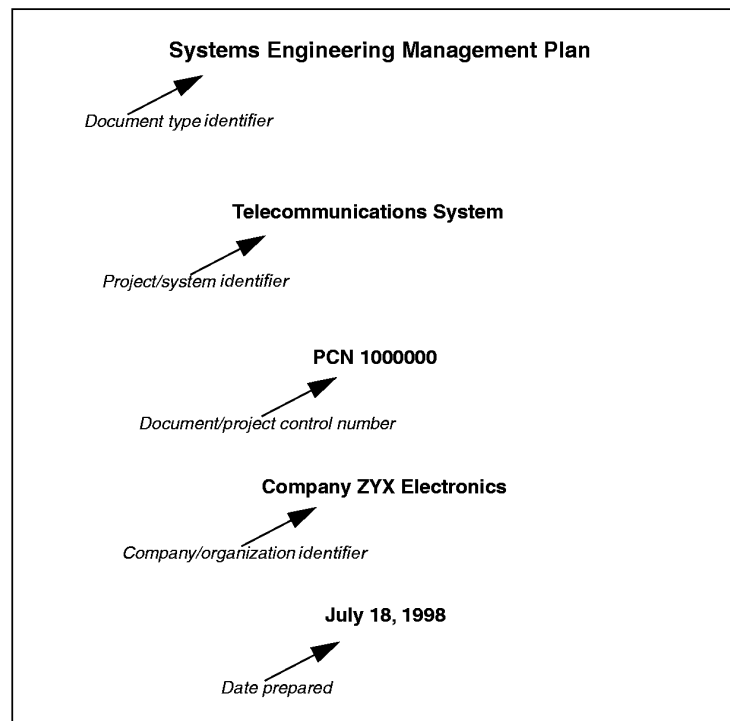 Systems Engineering Management Plan
Document type identifier
Telecommunications System
Project/system identifier
PCN 1000000
Document/project control number
Company ZYX Electronics
Company/organization identifier
July 18, 1998
Date prepared